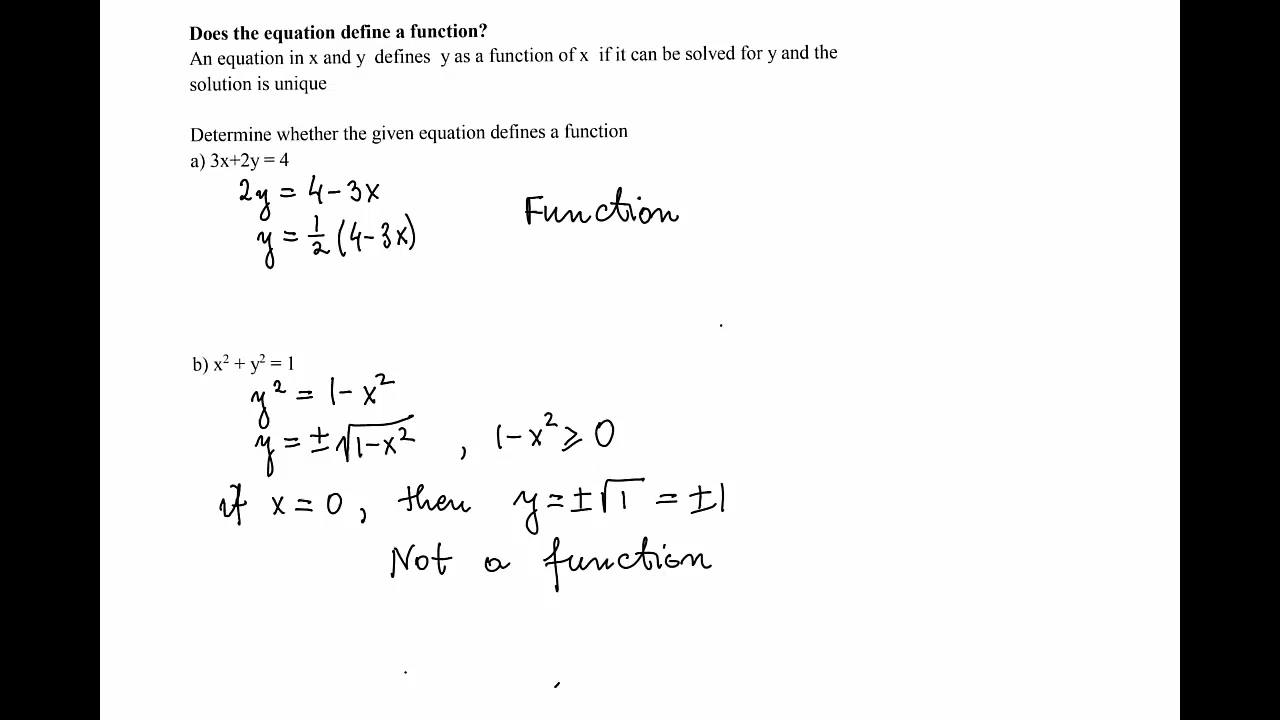 Does the equation define a function?
An equation in x and y defines y as a function of x if it can be solved for y and the
solution is unique
Determine whether the given equation defines a function
a) 3x+2y = 4
2y = 4 - 3x
y = 1/2 (4 - 3x)
Function
b) x² + y² = 1
y² = 1 - x²
y = ±√(1-x²) , 1 - x² ⩾ 0
if x = 0, then y = ±√1 = ±1
Not a function